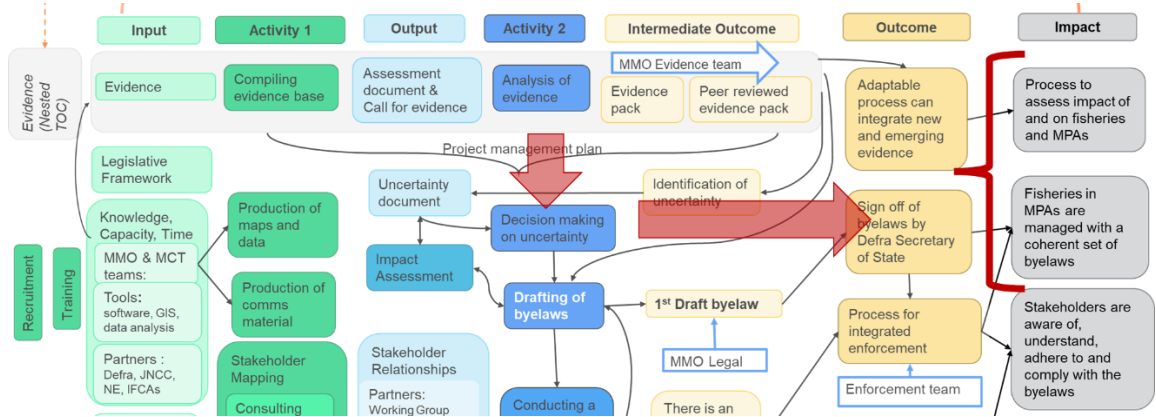 Input
Activity 1
Output
Activity 2
Intermediate Outcome
Outcome
Impact
Evidence
(Nested
TOC)
Evidence
Compiling
evidence base
Assessment
document &
Call for evidence
Analysis of
evidence
MMO Evidence team
Evidence
pack
Peer reviewed
evidence pack
Adaptable
process can
integrate new
and emerging
evidence
Process to
assess impact of
and on fisheries
and MPAs
Project management plan
Legislative
Framework
Uncertainty
document
Identification of
uncertainty
Decision making
on uncertainty
Sign off of
byelaws by
Defra Secretary
of State
Fisheries in
MPAs are
managed with a
coherent set of
byelaws
Knowledge,
Capacity, Time
MMO & MCT
teams:
Tools:
software, GIS,
data analysis
Partners :
Defra, JNCC,
NE, IFCAs
Recruitment
Training
Production of
maps and
data
Production of
comms
material
Impact
Assessment
Drafting of
byelaws
1st Draft byelaw
MMO Legal
Process for
integrated
enforcement
Enforcement team
Stakeholders are
aware of,
understand,
adhere to and
comply with the
byelaws
Stakeholder
Mapping
Consulting
Stakeholder
Relationships
Partners:
Working Group
Conducting a
There is an